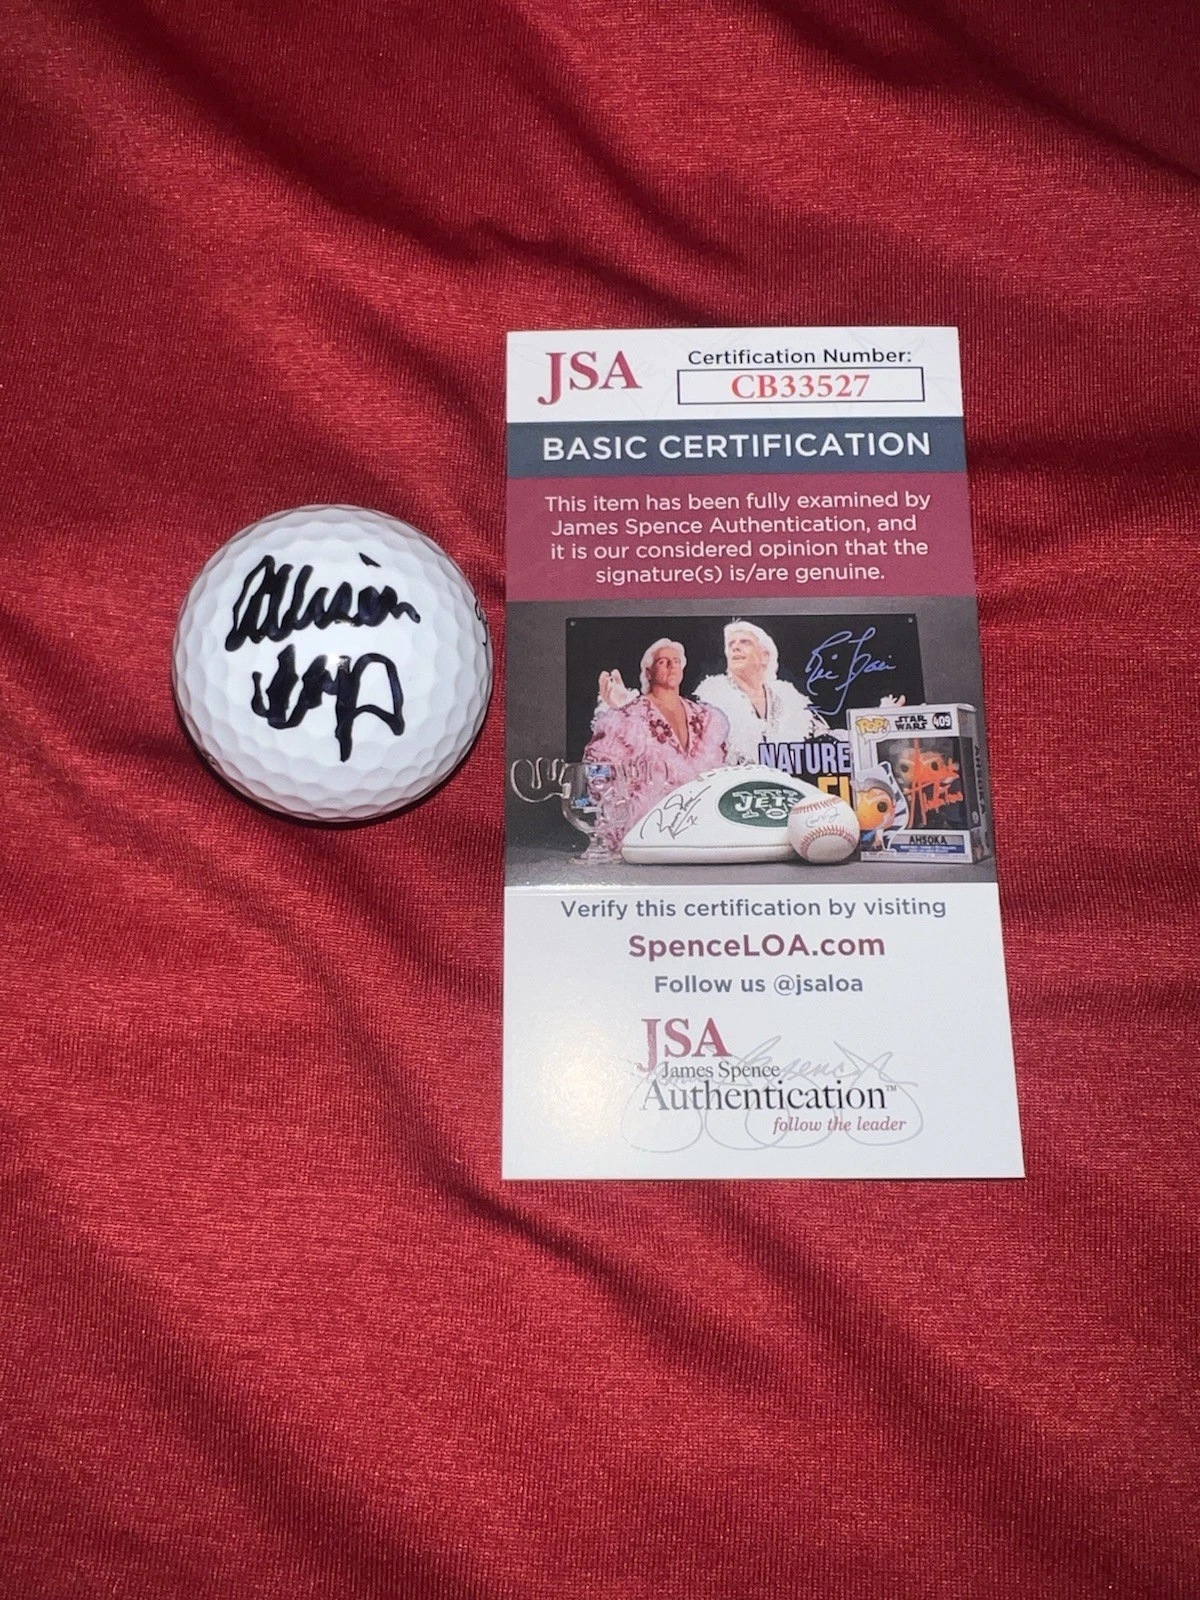 JSA
Certification Number:
CB33527
BASIC CERTIFICATION
This item has been fully examined by
James Spence Authentication, and
it is our considered opinion that the
signature(s) is/are genuine.
NATURE
POP!
STAR
WARS
409
JETS
AHSOKA
Verify this certification by visiting
SpenceLOA.com
Follow us @jsaloa
JSA
James Spence
Authentication™
follow the leader